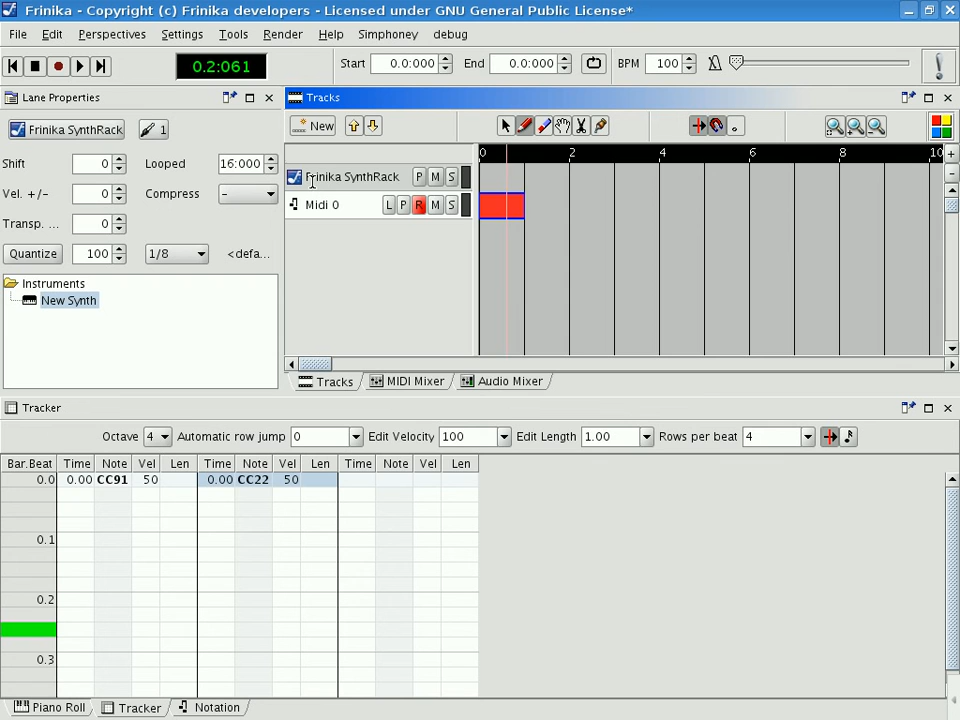 Frinika - Copyright (c) Frinika developers - Licensed under GNU General Public License*
File Edit Perspectives Settings Tools Render Help Simphoney debug
0.2:061 Start 0.0:000 End 0.0:000 BPM 100
Lane Properties
Tracks
Frinika SynthRack 1
New
Shift 0 Looped 16:000
0 2 4 6 8 10
Frinika SynthRack P M S
Vel. +/- 0 Compress –
Midi 0 L P R M S
Transp. ... 0
Quantize 100 1/8 <defa...
Instruments
New Synth
Tracks MIDI Mixer Audio Mixer
Tracker
Octave 4 Automatic row jump 0 Edit Velocity 100 Edit Length 1.00 Rows per beat 4
Bar.Beat Time Note Vel Len Time Note Vel Len Time Note Vel Len
0.0 0.00 CC91 50 0.00 CC22 50
0.1
0.2
0.3
Piano Roll Tracker Notation